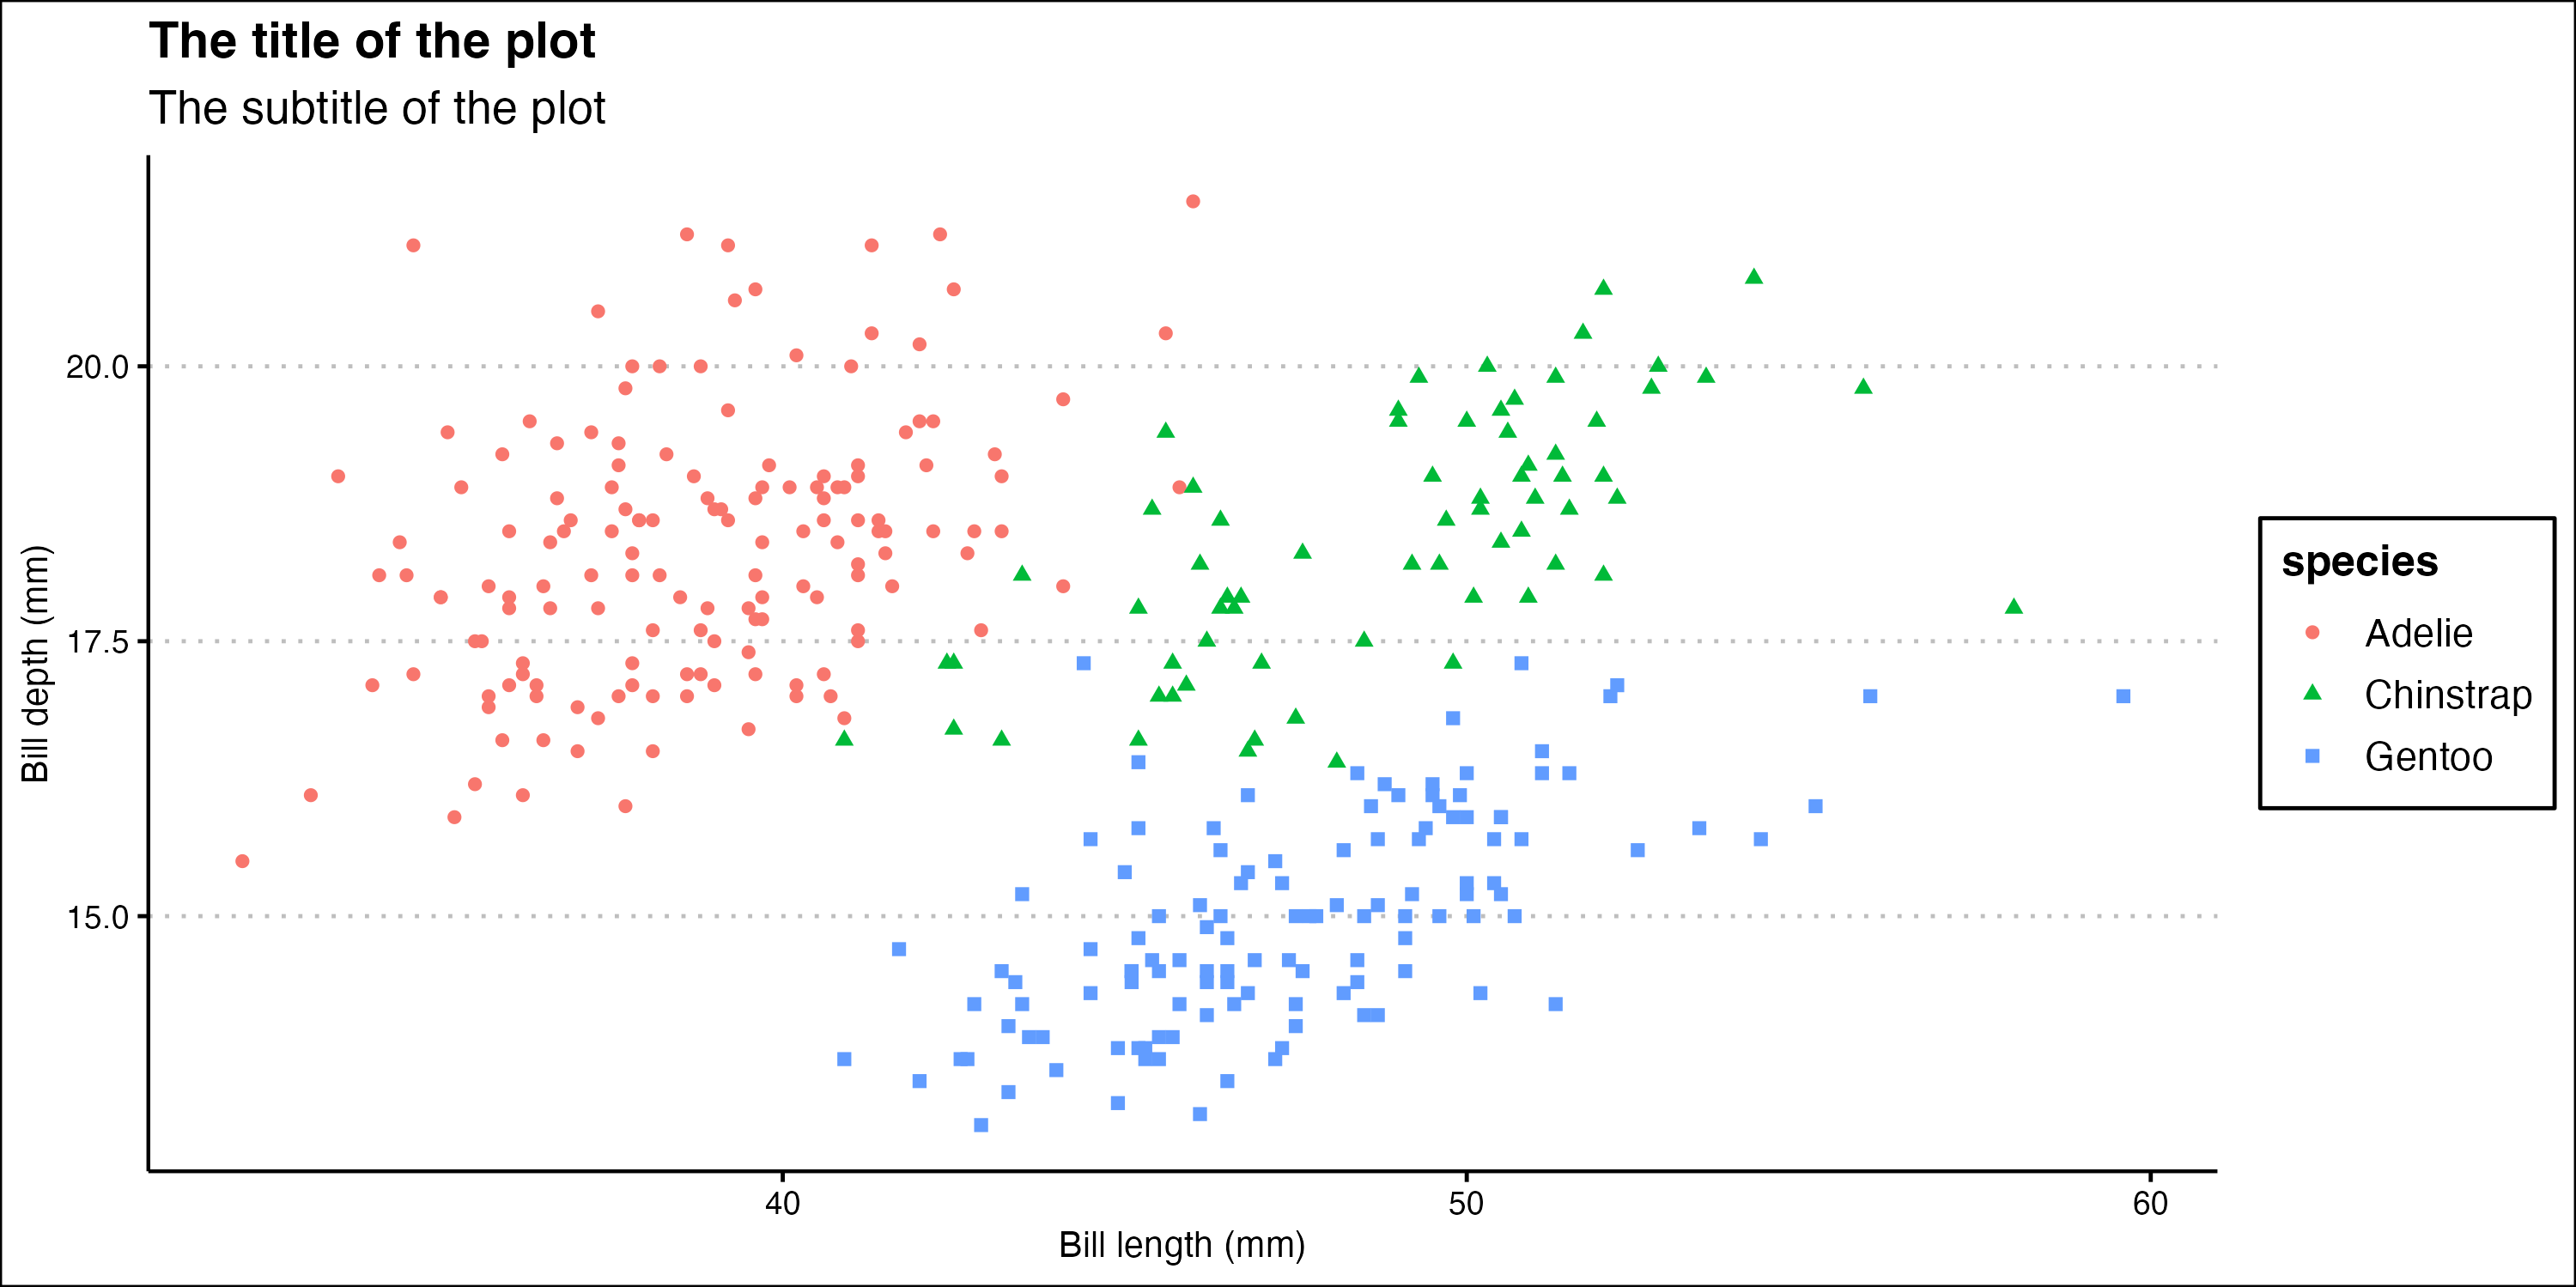 The title of the plot
The subtitle of the plot
Bill depth (mm)
20.0
17.5
15.0
40
50
60
Bill length (mm)
species
Adelie
Chinstrap
Gentoo